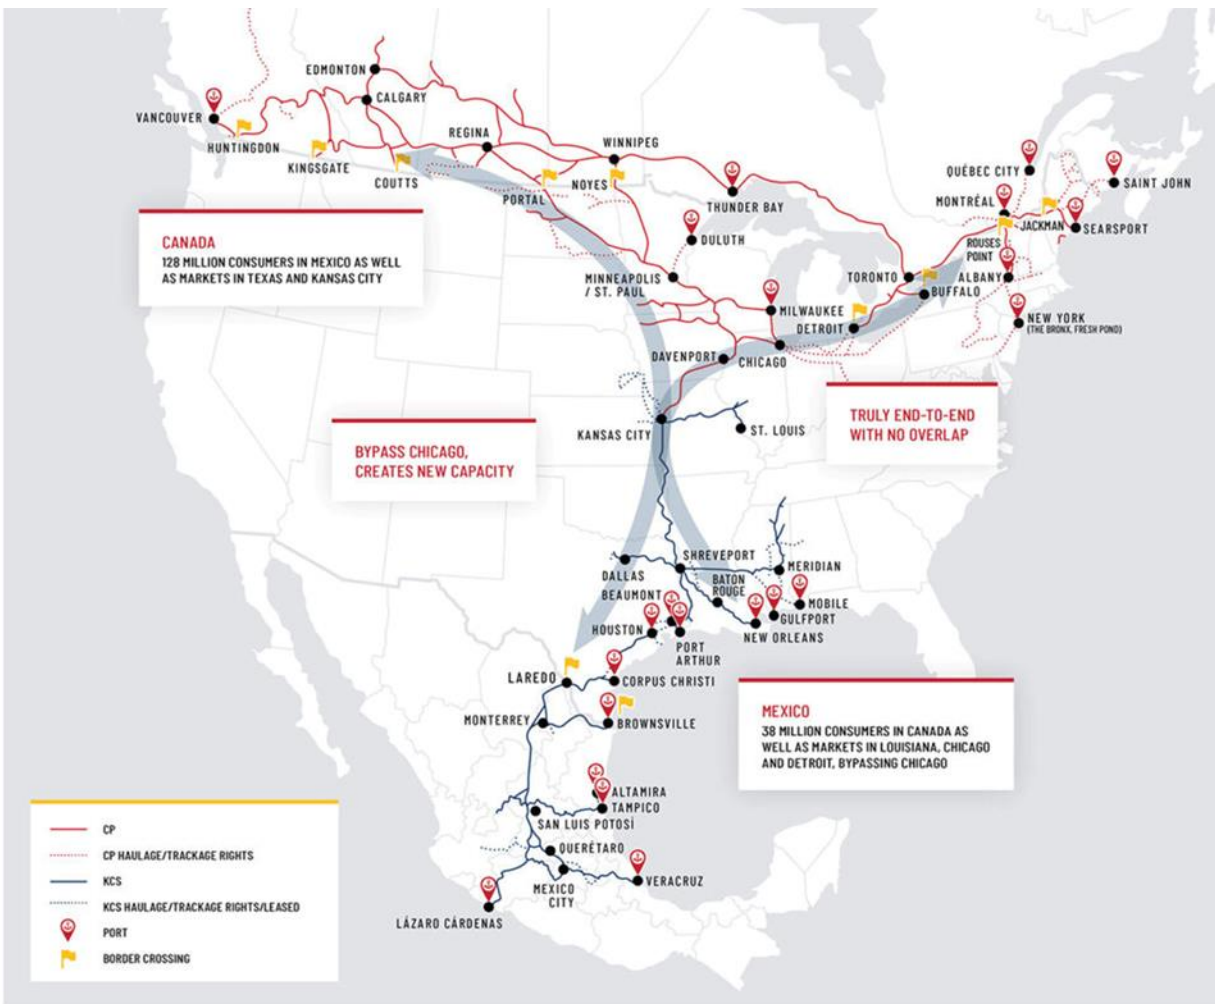 EDMONTON
CALGARY
VANCOUVER
HUNTINGDON
KINGSGATE
COUTTS
REGINA
WINNIPEG
PORTAL
NOYES
THUNDER BAY
DULUTH
QUÉBEC CITY
SAINT JOHN
MONTRÉAL
JACKMAN
SEARSPORT
ROUSES
POINT
ALBANY
TORONTO
BUFFALO
NEW YORK
(THE BRONX, FRESH POND)
MINNEAPOLIS
/ ST. PAUL
MILWAUKEE
DETROIT
DAVENPORT
CHICAGO
CANADA
128 MILLION CONSUMERS IN MEXICO AS WELL
AS MARKETS IN TEXAS AND KANSAS CITY
BYPASS CHICAGO,
CREATES NEW CAPACITY
KANSAS CITY
ST. LOUIS
TRULY END-TO-END
WITH NO OVERLAP
SHREVEPORT
MERIDIAN
DALLAS
BATON
ROUGE
BEAUMONT
MOBILE
GULFPORT
HOUSTON
NEW ORLEANS
PORT
ARTHUR
LAREDO
CORPUS CHRISTI
MONTERREY
BROWNSVILLE
MEXICO
38 MILLION CONSUMERS IN CANADA AS
WELL AS MARKETS IN LOUISIANA, CHICAGO
AND DETROIT, BYPASSING CHICAGO
ALTAMIRA
TAMPICO
SAN LUIS POTOSÍ
QUERÉTARO
MEXICO
CITY
VERACRUZ
LÁZARO CÁRDENAS
CP
CP HAULAGE/TRACKAGE RIGHTS
KCS
KCS HAULAGE/TRACKAGE RIGHTS/LEASED
PORT
BORDER CROSSING